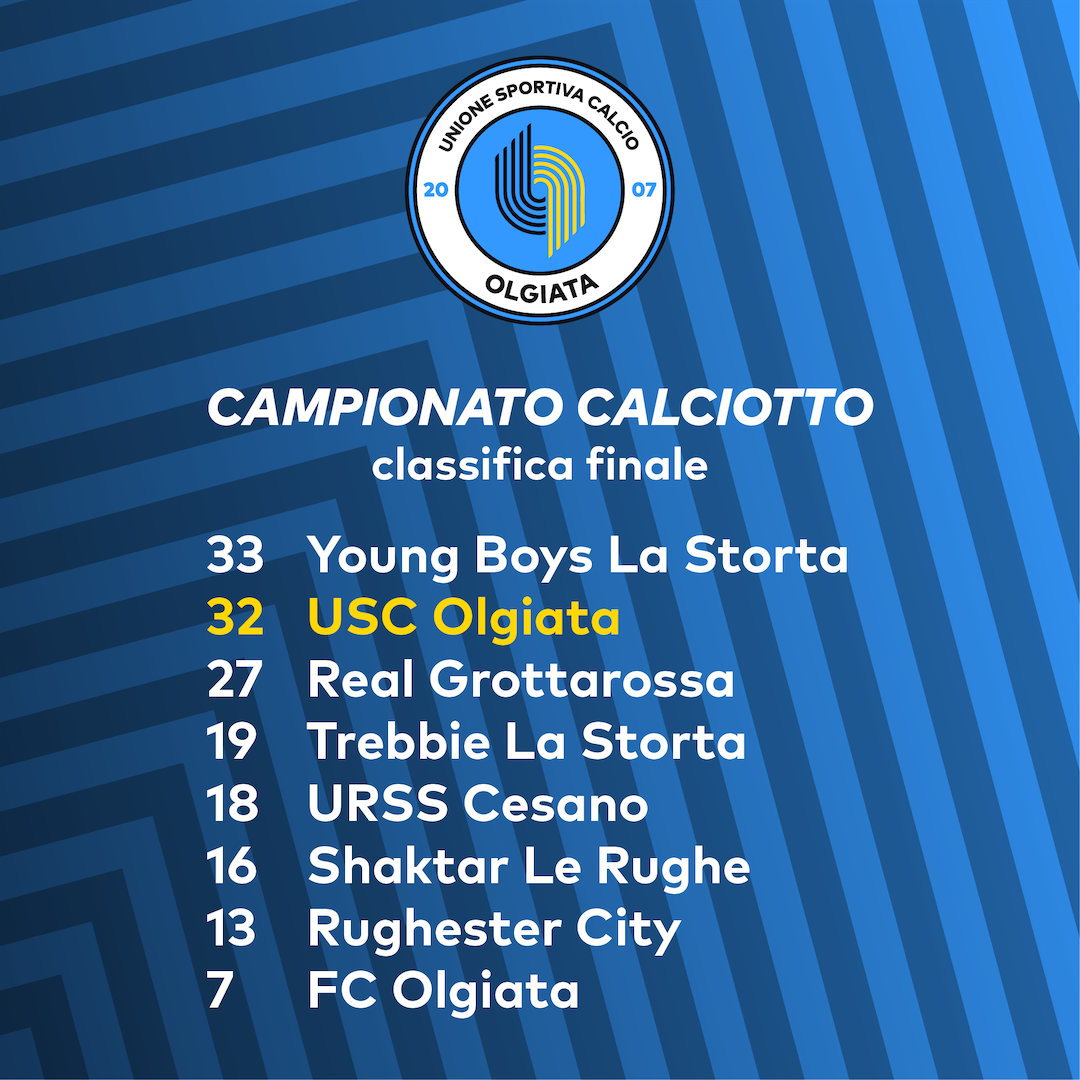 UNIONE SPORTIVA CALCIO
20 07
OLGIATA
CAMPIONATO CALCIOTTO
classifica finale
33 Young Boys La Storta
32 USC Olgiata
27 Real Grottarossa
19 Trebbie La Storta
18 URSS Cesano
16 Shaktar Le Rughe
13 Rughester City
7 FC Olgiata